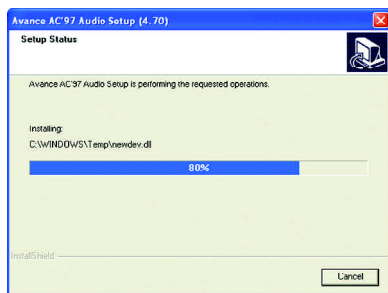 Avance AC'97 Audio Setup (4.70)
Setup Status
Avance AC'97 Audio Setup is performing the requested operations.
Installing:
C:\WINDOWS\Temp\newdev.dll
80%
InstallShield
Cancel